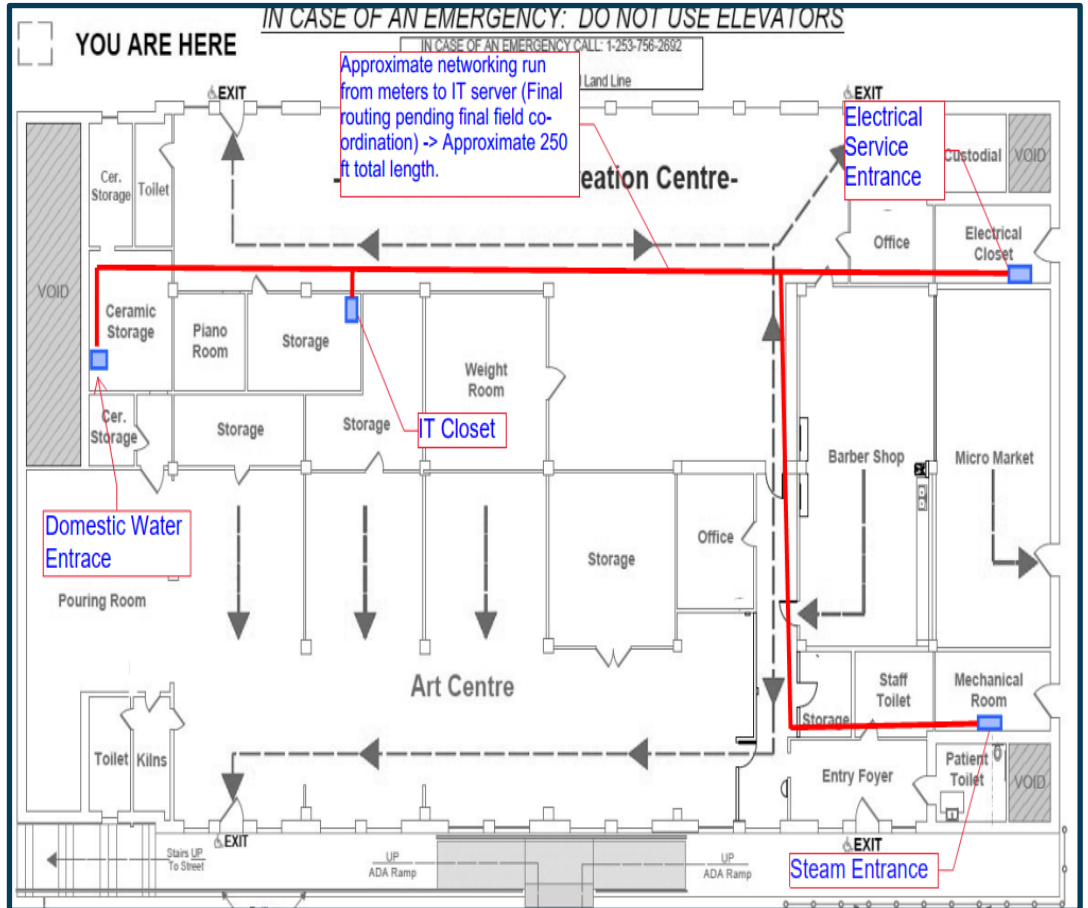 IN CASE OF AN EMERGENCY: DO NOT USE ELEVATORS
YOU ARE HERE
IN CASE OF AN EMERGENCY CALL: 1-253-756-2692
Land Line
Approximate networking run
from meters to IT server (Final
routing pending final field co-
ordination) -> Approximate 250
ft total length.
EXIT
EXIT
Electrical
Service
Entrance
Custodial
VOID
Cer.
Storage
Toilet
eation Centre-
Office
Electrical
Closet
VOID
Ceramic
Storage
Piano
Room
Storage
Weight
Room
Cer.
Storage
Storage
Storage
IT Closet
Barber Shop
Micro Market
Domestic Water
Entrace
Office
Storage
Pouring Room
Art Centre
Staff
Toilet
Mechanical
Room
Storage
Toilet
Kilns
Entry Foyer
Patient
Toilet
VOID
EXIT
EXIT
Stairs UP
To Street
UP
ADA Ramp
UP
ADA Ramp
Steam Entrance